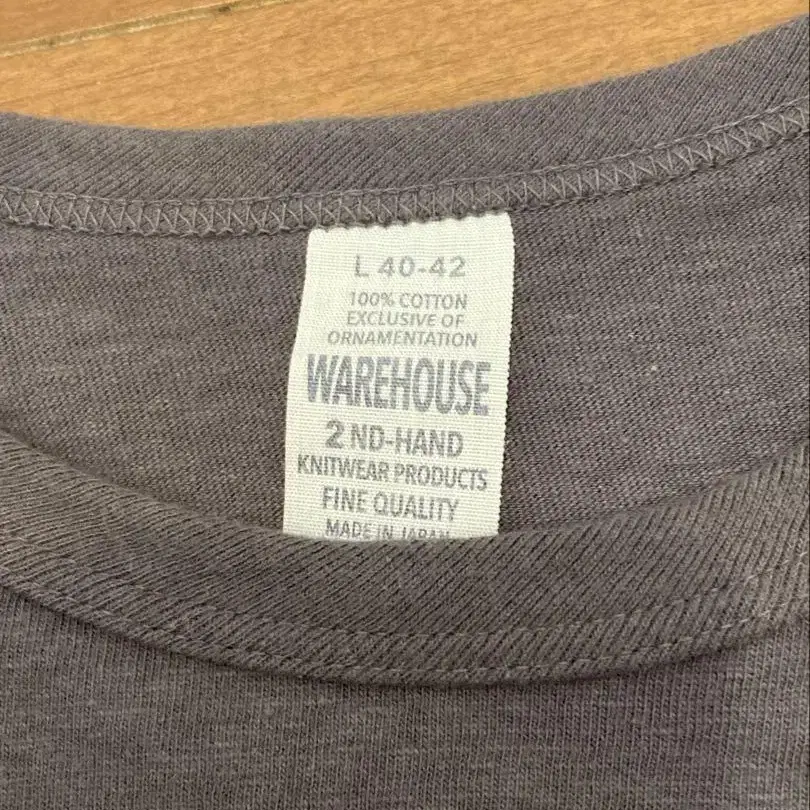 L 40-42
100% COTTON
EXCLUSIVE OF
ORNAMENTATION
WAREHOUSE
2 ND-HAND
KNITWEAR PRODUCTS
FINE QUALITY
MADE IN JAPAN